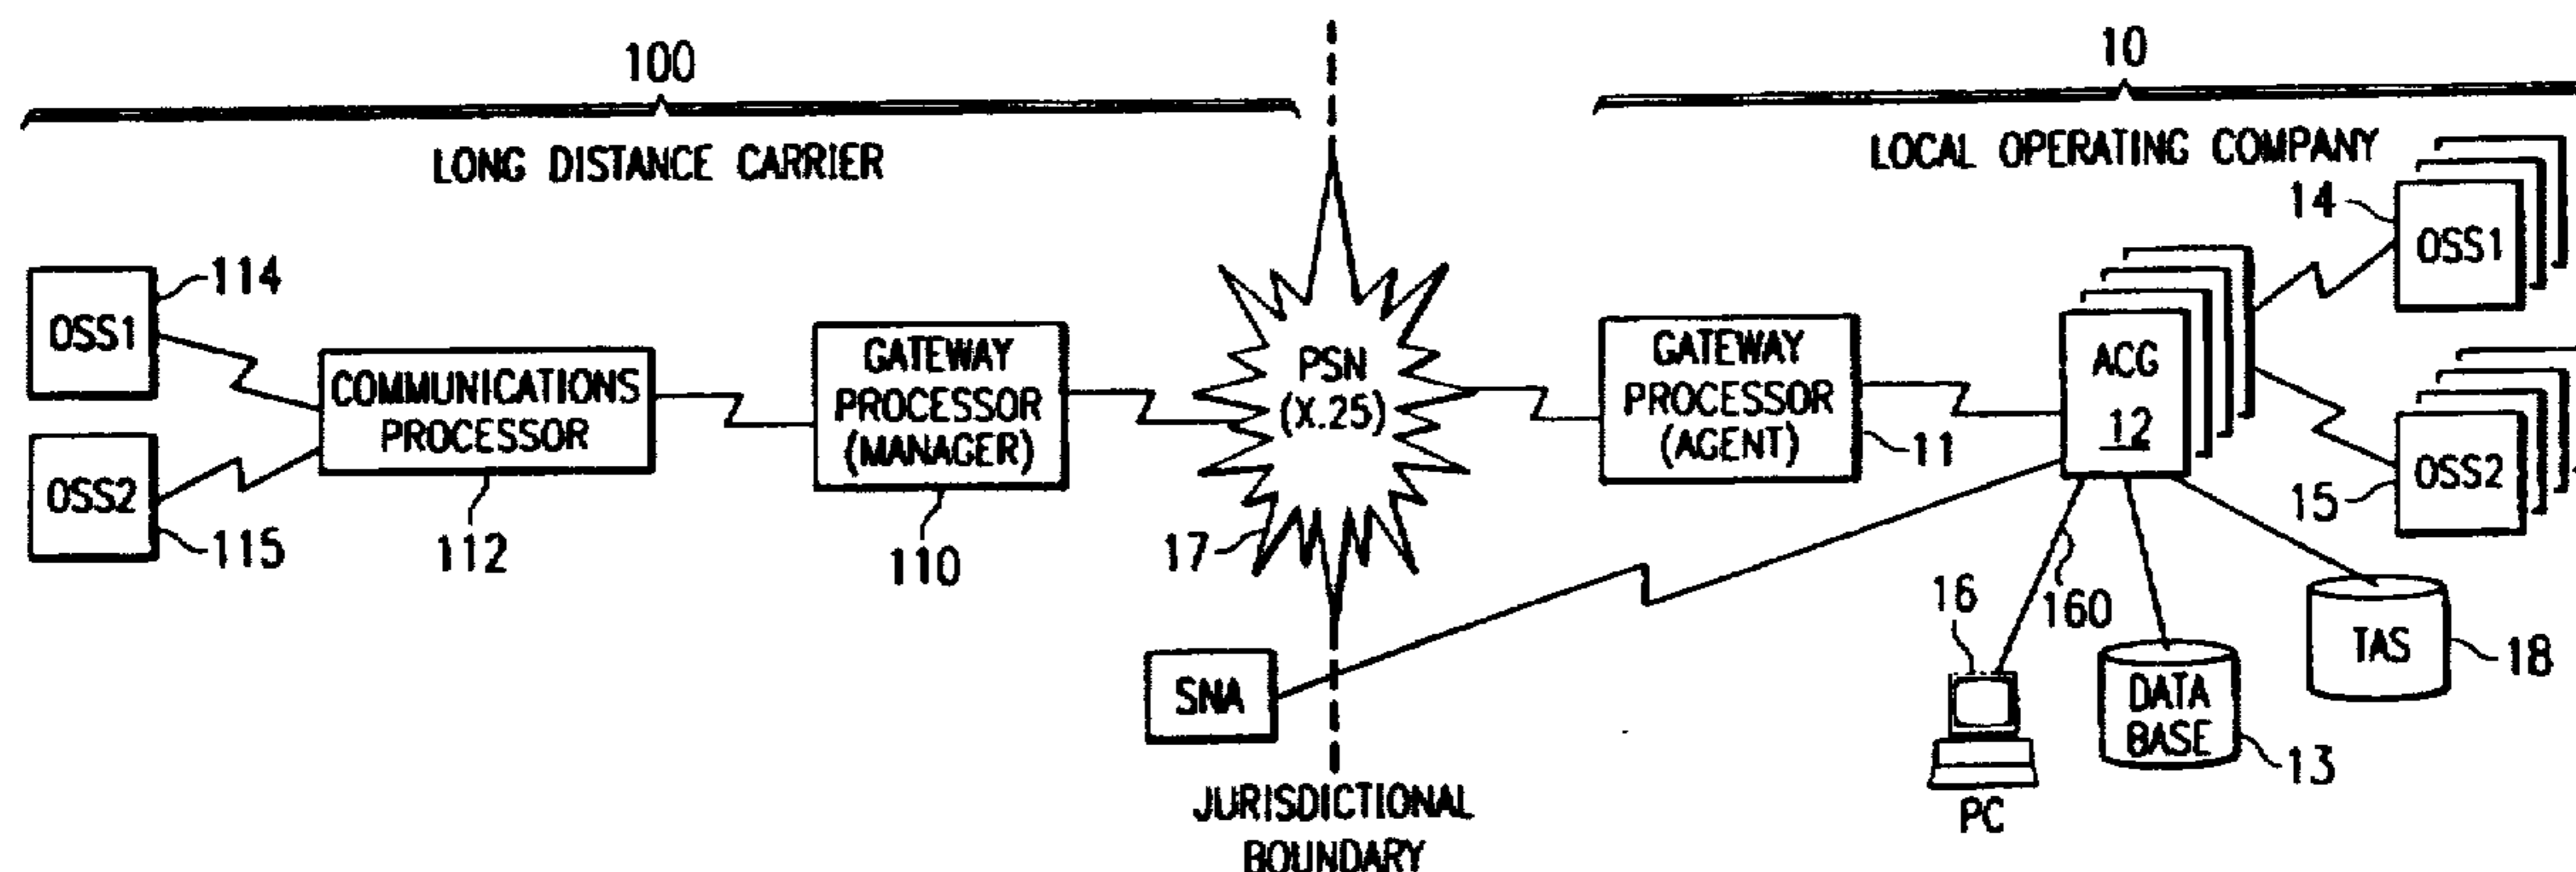 100
10
LONG DISTANCE CARRIER
LOCAL OPERATING COMPANY
114
OSS1
COMMUNICATIONS
PROCESSOR
112
OSS2
115
GATEWAY
PROCESSOR
(MANAGER)
110
PSN
(X.25)
17
GATEWAY
PROCESSOR
(AGENT)
11
ACG
12
14
OSS1
15
OSS2
SNA
16
160
PC
DATA
BASE
13
TAS
18
JURISDICTIONAL
BOUNDARY